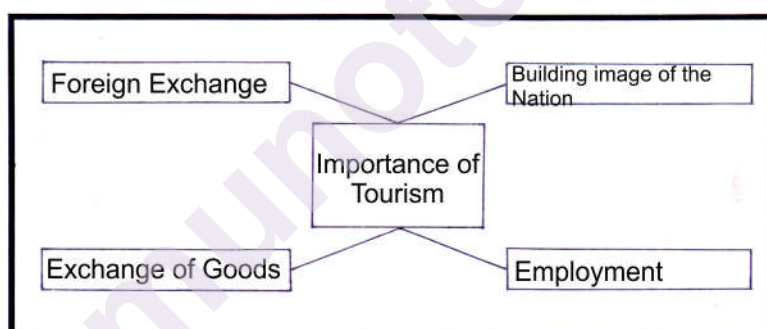 Foreign Exchange
Building image of the
Nation
Importance of
Tourism
Exchange of Goods
Employment